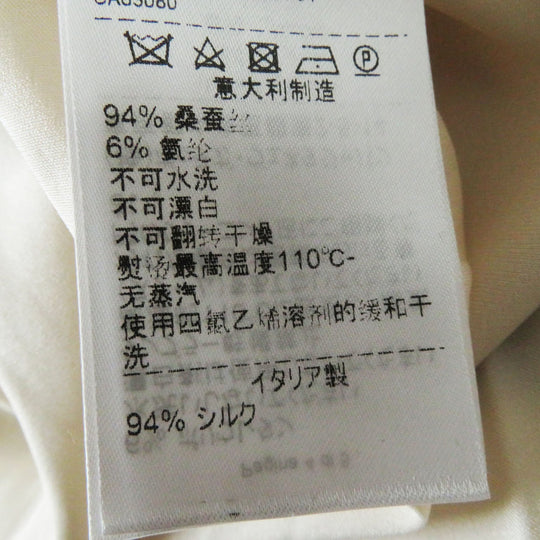 意大利制造
94% 桑蚕丝
6% 氨纶
不可水洗
不可漂白
不可翻转干燥
熨烫最高温度110℃-
无蒸汽
使用四氯乙烯溶剂的缓和干
洗
イタリア製
94% シルク